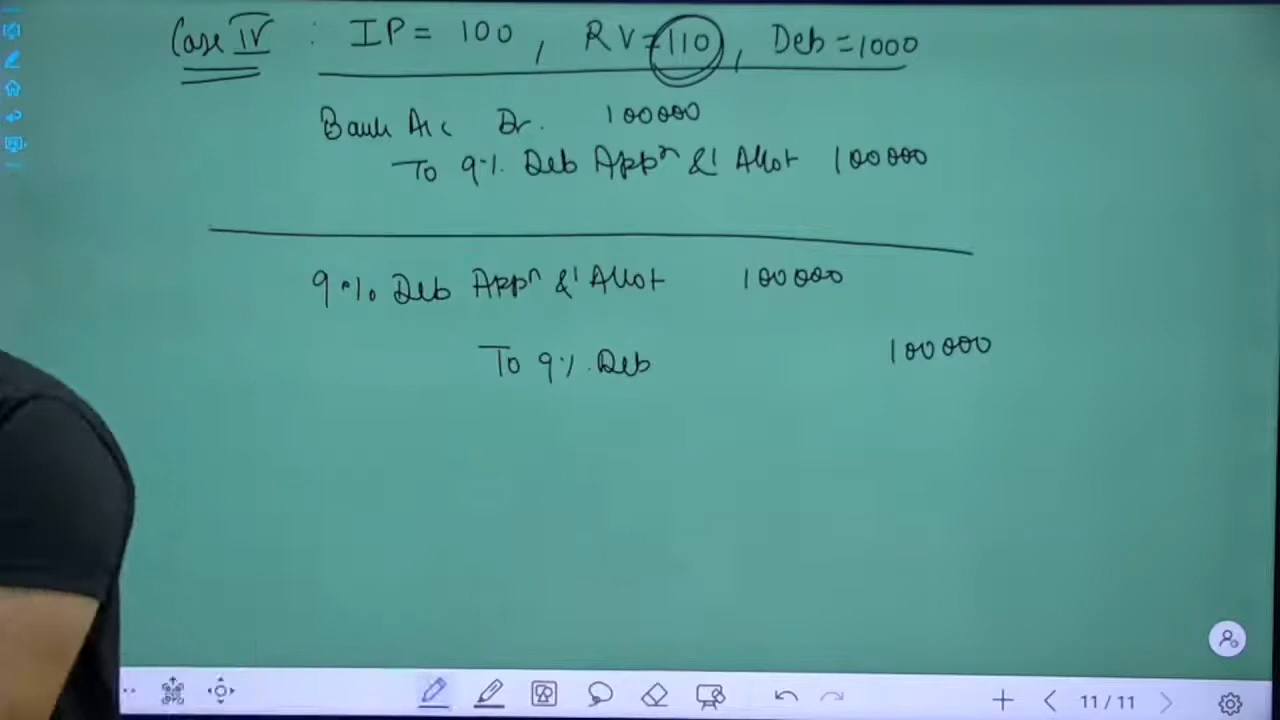 Case IV : IP = 100 , RV = 110 , Deb = 1000
Bank A/c Dr. 100000
To 9% Deb Appⁿ & Allot 100000
9% Deb Appⁿ & Allot 100000
To 9% Deb 100000
11 / 11